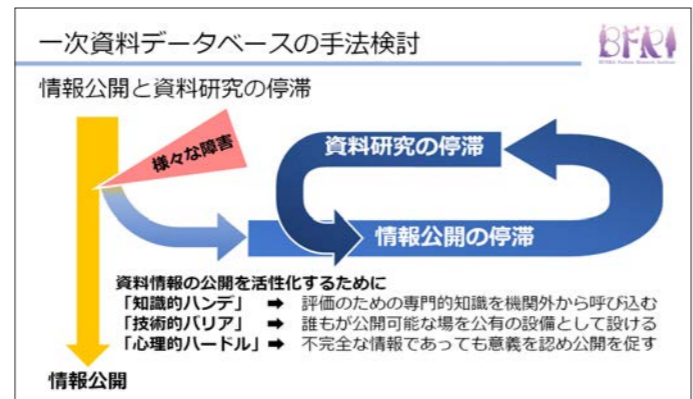 一次資料データベースの手法検討
BFRI
情報公開と資料研究の停滞
様々な障害
資料研究の停滞
情報公開の停滞
資料情報の公開を活性化するために
「知識的ハンデ」 ➡ 評価のための専門的知識を機関外から呼び込む
「技術的バリア」 ➡ 誰もが公開可能な場を公有の設備として設ける
「心理的ハードル」➡ 不完全な情報であっても意義を認め公開を促す
情報公開